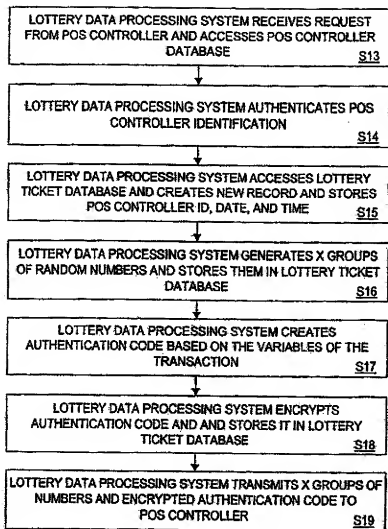 LOTTERY DATA PROCESSING SYSTEM RECEIVES REQUEST
FROM POS CONTROLLER AND ACCESSES POS CONTROLLER
DATABASE
S13
LOTTERY DATA PROCESSING SYSTEM AUTHENTICATES POS
CONTROLLER IDENTIFICATION
S14
LOTTERY DATA PROCESSING SYSTEM ACCESSES LOTTERY
TICKET DATABASE AND CREATES NEW RECORD AND STORES
POS CONTROLLER ID, DATE, AND TIME
S15
LOTTERY DATA PROCESSING SYSTEM GENERATES X GROUPS
OF RANDOM NUMBERS AND STORES THEM IN LOTTERY TICKET
DATABASE
S16
LOTTERY DATA PROCESSING SYSTEM CREATES
AUTHENTICATION CODE BASED ON THE VARIABLES OF THE
TRANSACTION
S17
LOTTERY DATA PROCESSING SYSTEM ENCRYPTS
AUTHENTICATION CODE AND AND STORES IT IN LOTTERY
TICKET DATABASE
S18
LOTTERY DATA PROCESSING SYSTEM TRANSMITS X GROUPS OF
NUMBERS AND ENCRYPTED AUTHENTICATION CODE TO
POS CONTROLLER
S19